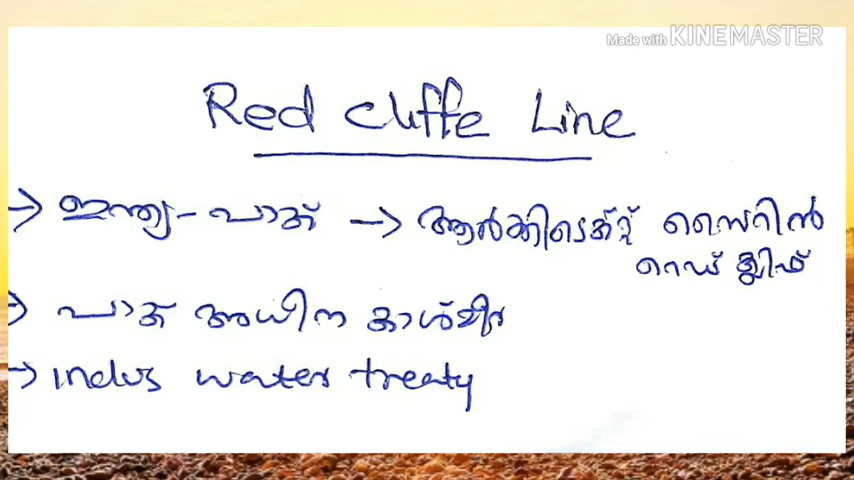 Made with KINEMASTER
Red cliffe Line
→ ഇന്ത്യ - പാക് → ആർക്കിടെക്റ്റ് സൈറിൽ
റെഡ് ക്ലിഫ്
→ പാക് അധീന കാശ്മീർ
→ Indus water treaty